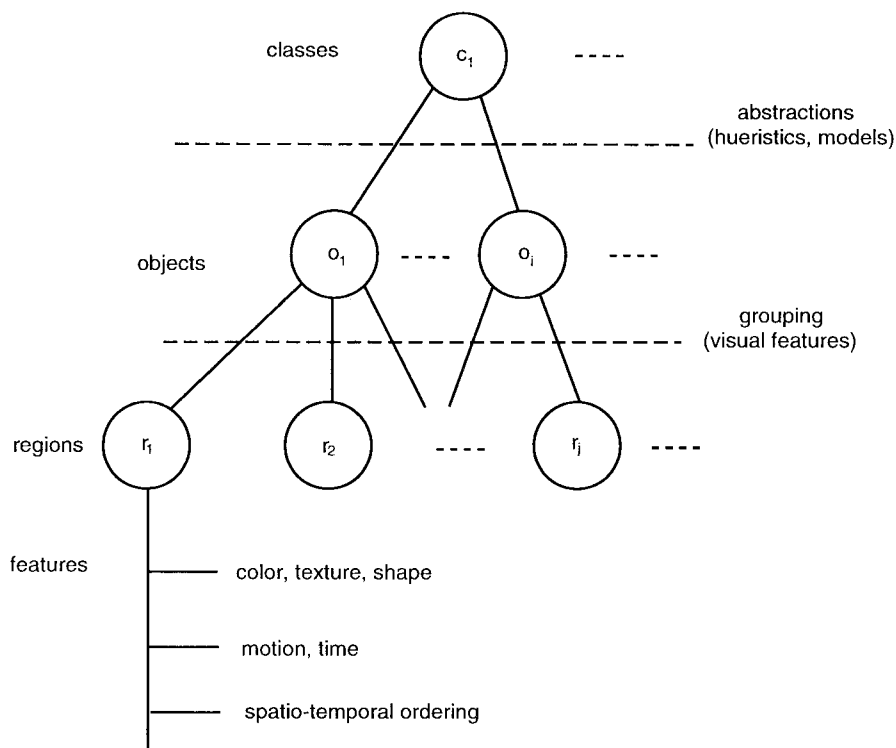 classes
c1
abstractions
(hueristics, models)
objects
o1
oi
grouping
(visual features)
regions
r1
r2
rj
features
color, texture, shape
motion, time
spatio-temporal ordering